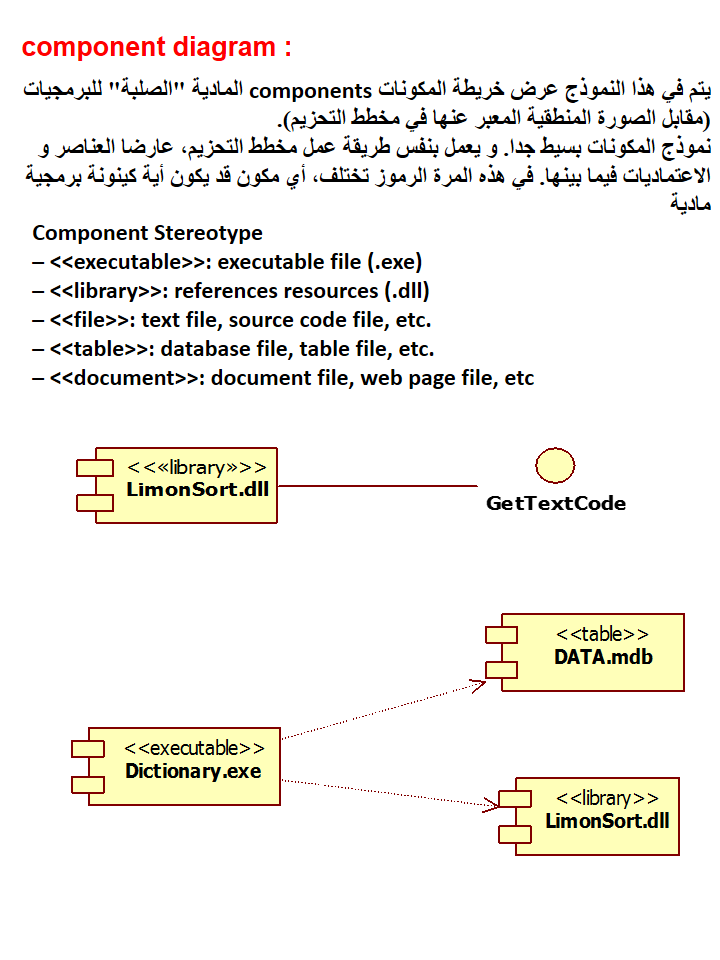 component diagram :
يتم في هذا النموذج عرض خريطة المكونات components المادية "الصلبة" للبرمجيات
(مقابل الصورة المنطقية المعبر عنها في مخطط التحزيم).
نموذج المكونات بسيط جدا. و يعمل بنفس طريقة عمل مخطط التحزيم، عارضا العناصر و
الاعتماديات فيما بينها. في هذه المرة الرموز تختلف، أي مكون قد يكون أية كينونة برمجية
مادية
Component Stereotype
– <<executable>>: executable file (.exe)
– <<library>>: references resources (.dll)
– <<file>>: text file, source code file, etc.
– <<table>>: database file, table file, etc.
– <<document>>: document file, web page file, etc
<<«library»>>
LimonSort.dll
GetTextCode
<<table>>
DATA.mdb
<<executable>>
Dictionary.exe
<<library>>
LimonSort.dll